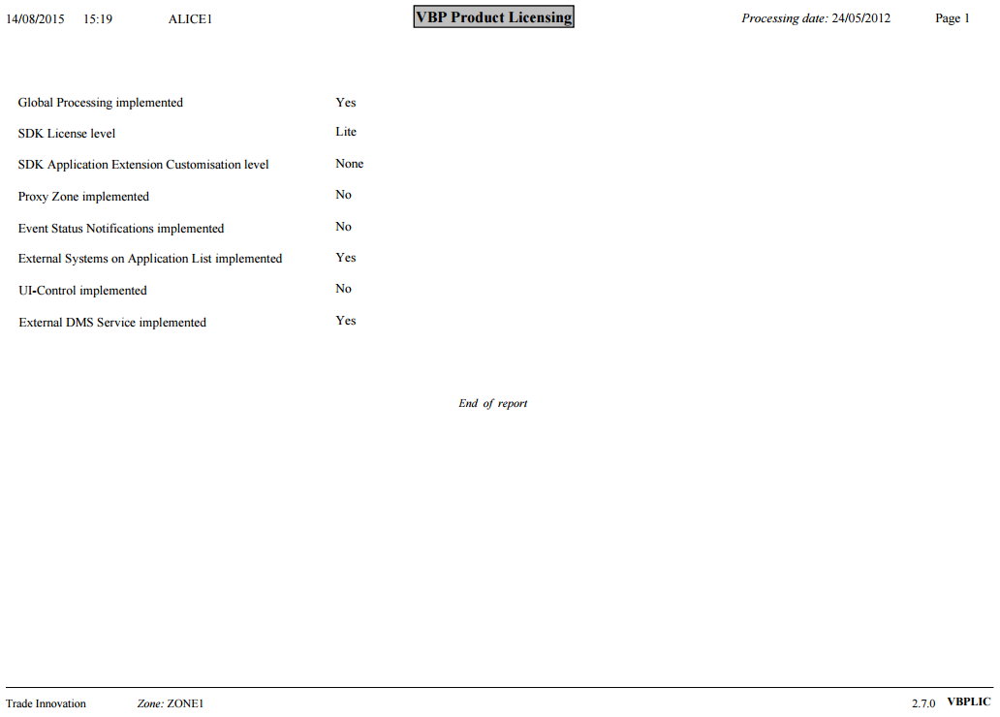 14/08/2015 15:19 ALICE1 VBP Product Licensing Processing date: 24/05/2012 Page 1
Global Processing implemented Yes
SDK License level Lite
SDK Application Extension Customisation level None
Proxy Zone implemented No
Event Status Notifications implemented No
External Systems on Application List implemented Yes
UI-Control implemented No
External DMS Service implemented Yes
End of report
Trade Innovation Zone: ZONE1 2.7.0 VBPLIC